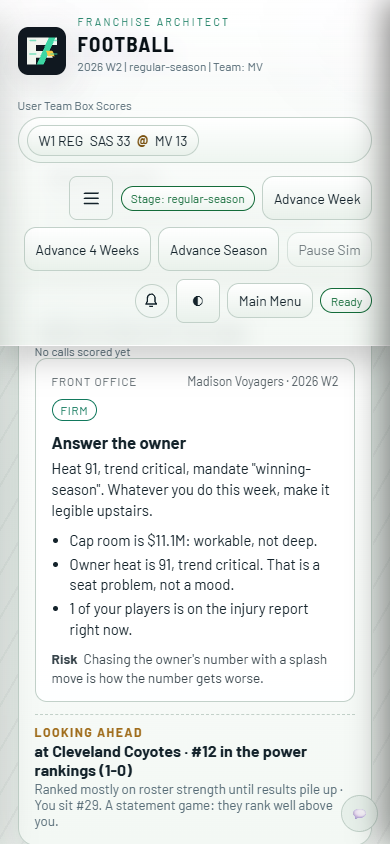 FRANCHISE ARCHITECT
FOOTBALL
2026 W2 | regular-season | Team: MV
User Team Box Scores
W1 REG SAS 33 @ MV 13
Stage: regular-season
Advance Week
Advance 4 Weeks
Advance Season
Pause Sim
Main Menu
Ready
No calls scored yet
FRONT OFFICE
Madison Voyagers · 2026 W2
FIRM
Answer the owner
Heat 91, trend critical, mandate "winning-
season". Whatever you do this week, make it
legible upstairs.
• Cap room is $11.1M: workable, not deep.
• Owner heat is 91, trend critical. That is a
seat problem, not a mood.
• 1 of your players is on the injury report
right now.
Risk Chasing the owner's number with a splash
move is how the number gets worse.
LOOKING AHEAD
at Cleveland Coyotes · #12 in the power
rankings (1-0)
Ranked mostly on roster strength until results pile up ·
You sit #29. A statement game: they rank well above
you.